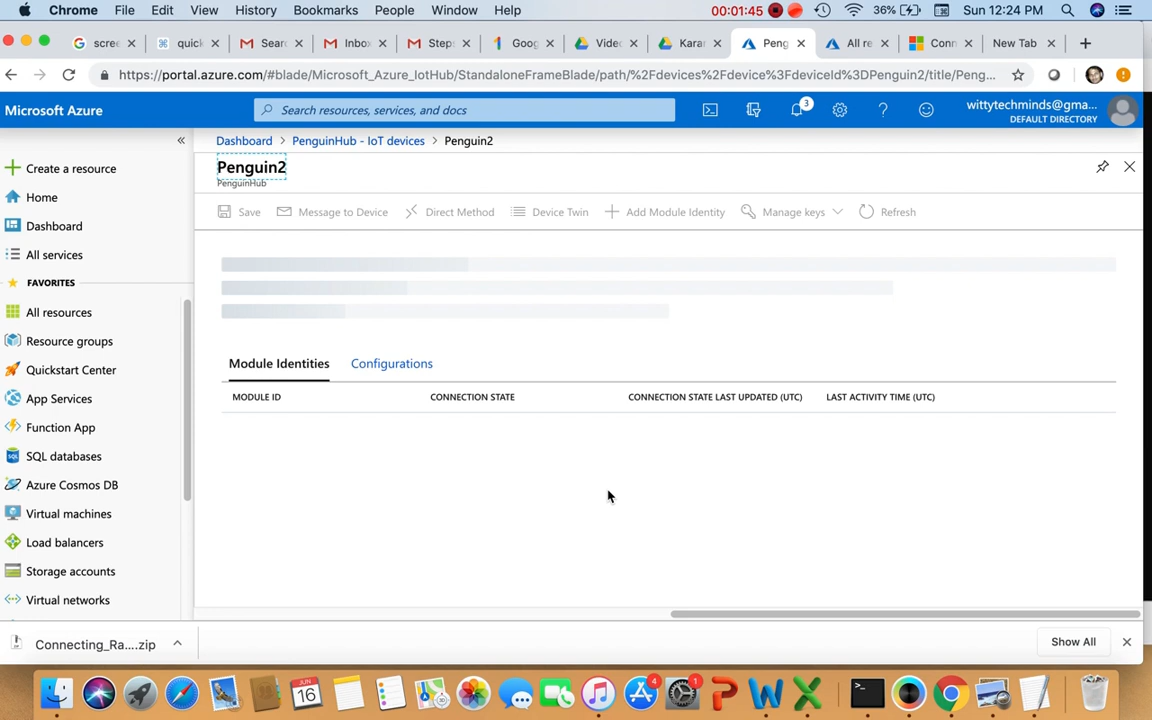 Chrome File Edit View History Bookmarks People Window Help 00:01:45 36% Sun 12:24 PM
scre quick Sear Inbo Step Goog Vide Karar Peng All re Conn New Tab
https://portal.azure.com/#blade/Microsoft_Azure_IotHub/StandaloneFrameBlade/path/%2Fdevices%2Fdevice%3FdeviceId%3DPenguin2/title/Peng...
Microsoft Azure
Search resources, services, and docs
3
wittytechminds@gma...
DEFAULT DIRECTORY
Dashboard > PenguinHub - IoT devices > Penguin2
Penguin2
PenguinHub
Save Message to Device Direct Method Device Twin Add Module Identity Manage keys Refresh
Create a resource
Home
Dashboard
All services
FAVORITES
All resources
Resource groups
Quickstart Center
App Services
Function App
SQL databases
Azure Cosmos DB
Virtual machines
Load balancers
Storage accounts
Virtual networks
Module Identities Configurations
MODULE ID CONNECTION STATE CONNECTION STATE LAST UPDATED (UTC) LAST ACTIVITY TIME (UTC)
Connecting_Ra....zip
Show All
JUN
16
4
1